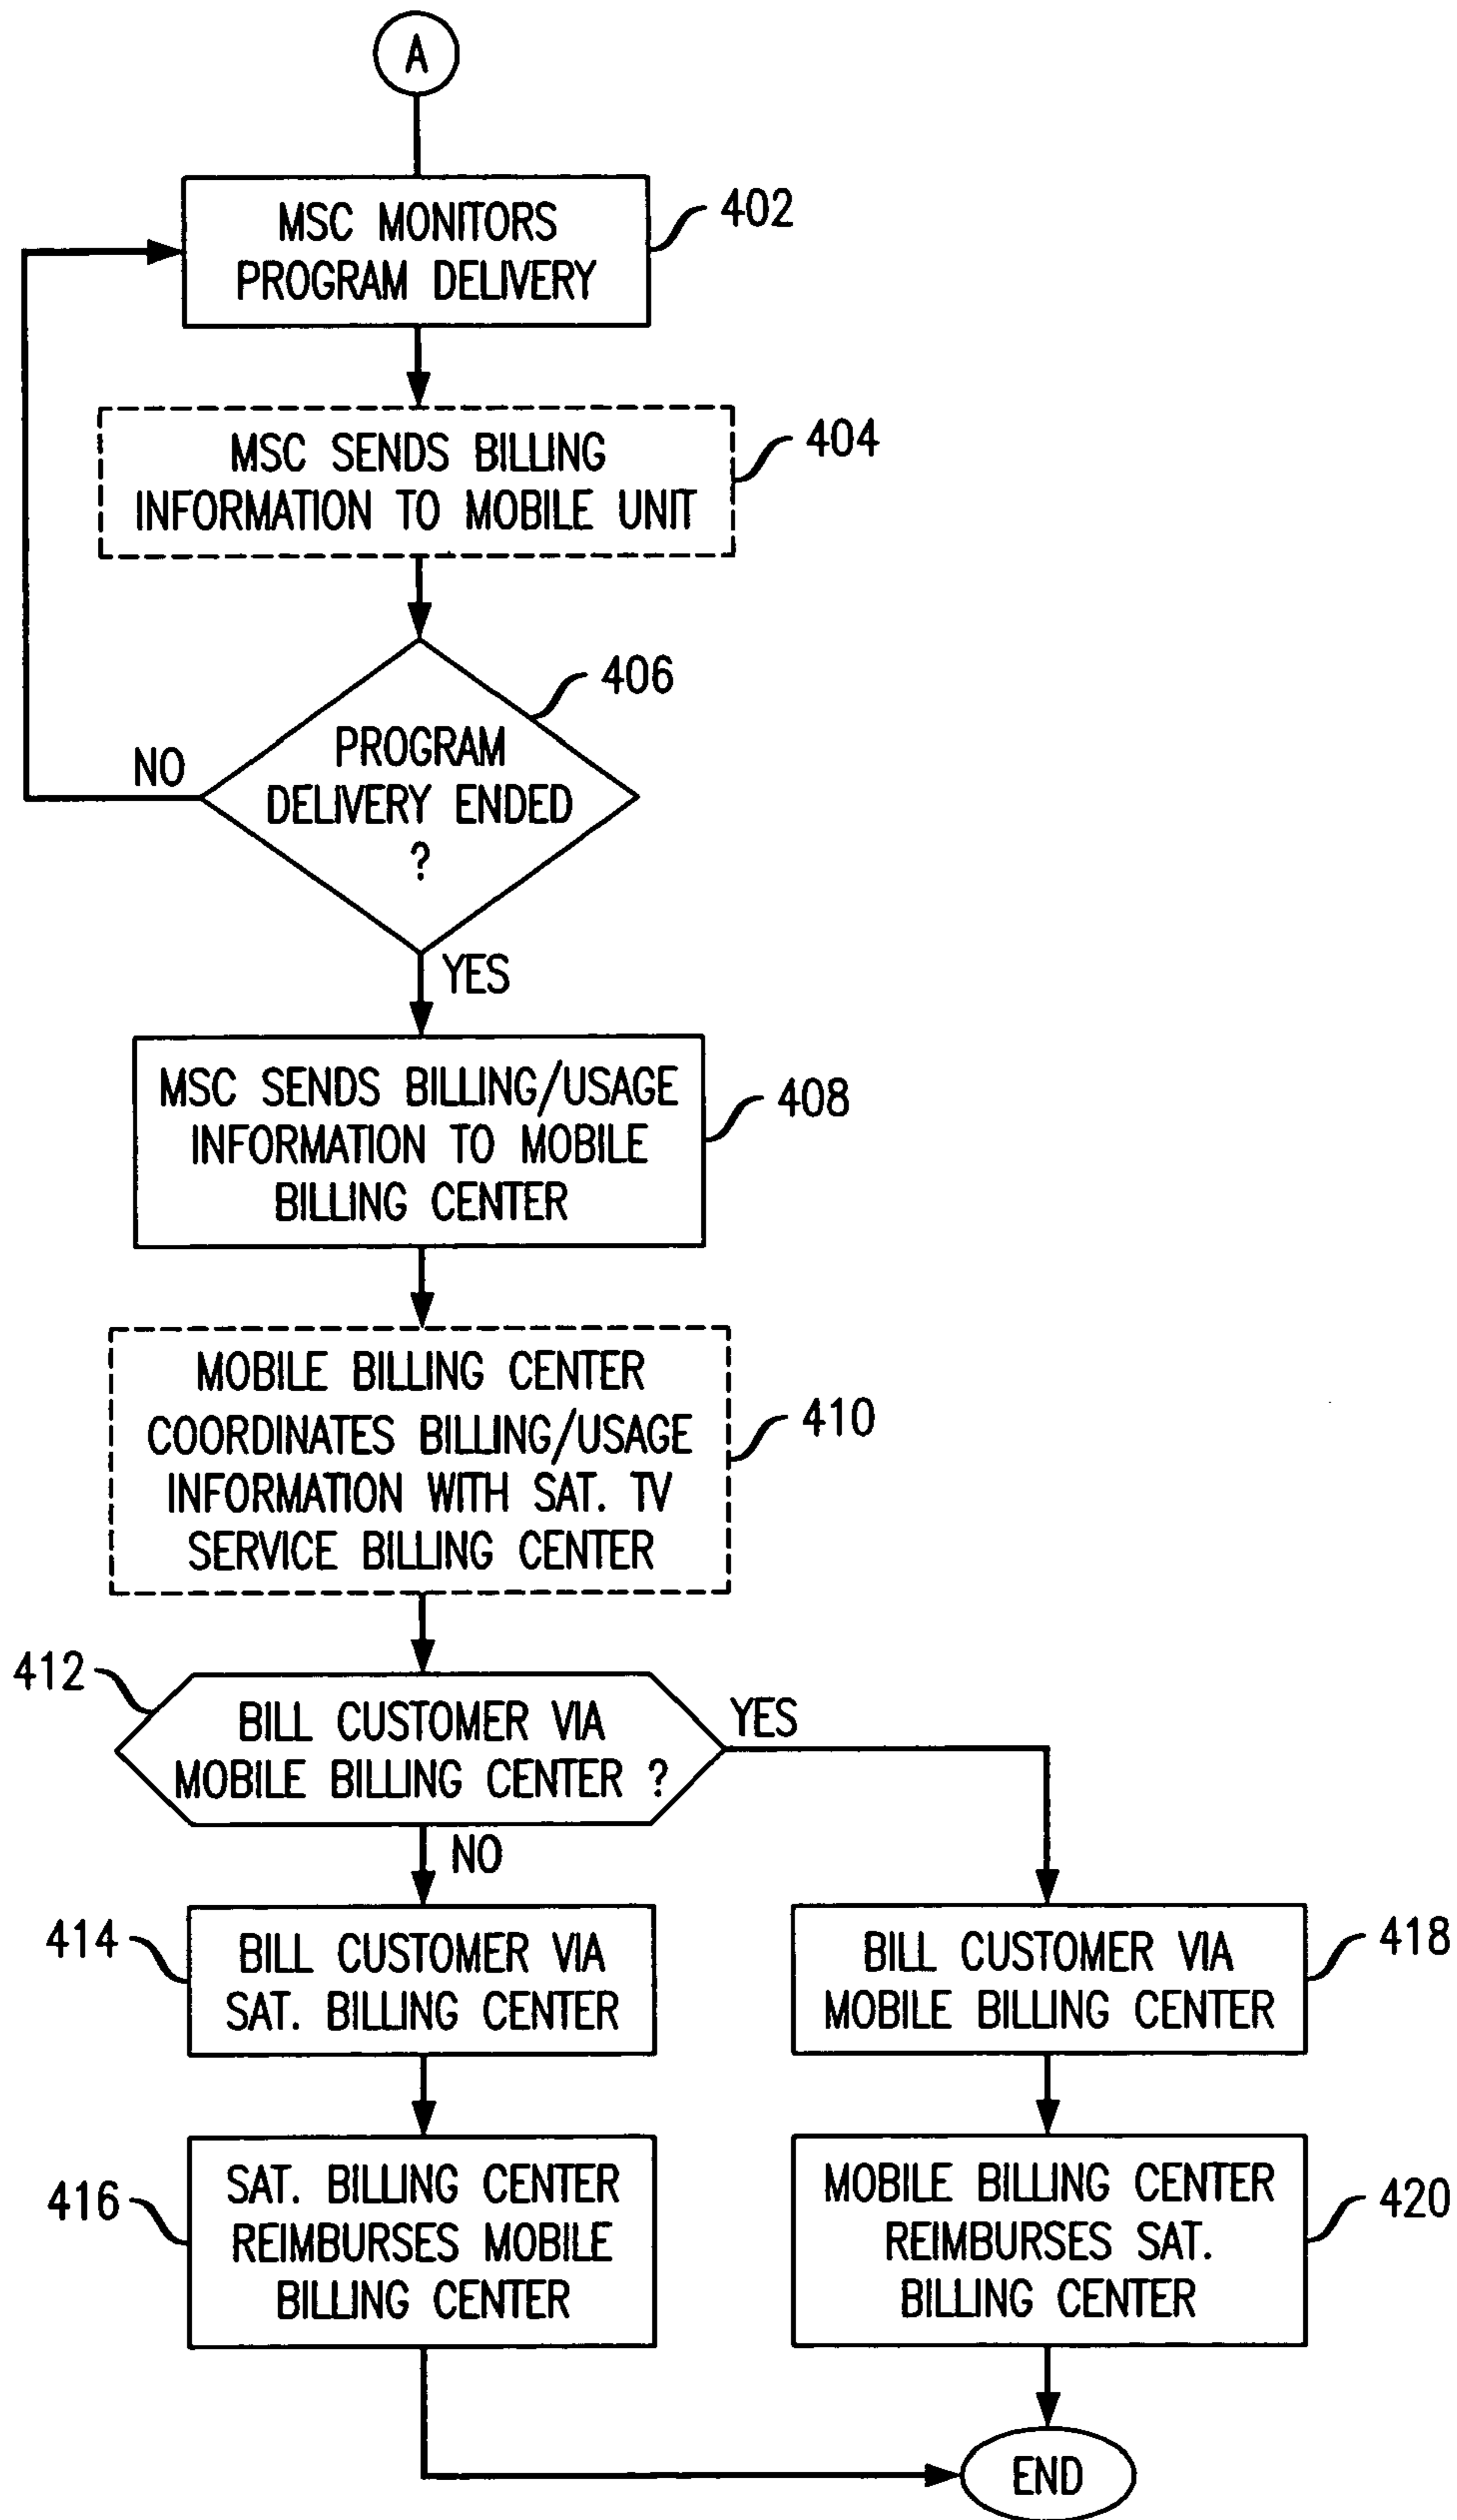 A
MSC MONITORS
PROGRAM DELIVERY
402
MSC SENDS BILLING
INFORMATION TO MOBILE UNIT
404
406
PROGRAM
DELIVERY ENDED
?
NO
YES
MSC SENDS BILLING/USAGE
INFORMATION TO MOBILE
BILLING CENTER
408
MOBILE BILLING CENTER
COORDINATES BILLING/USAGE
INFORMATION WITH SAT. TV
SERVICE BILLING CENTER
410
412
BILL CUSTOMER VIA
MOBILE BILLING CENTER ?
YES
NO
414
BILL CUSTOMER VIA
SAT. BILLING CENTER
BILL CUSTOMER VIA
MOBILE BILLING CENTER
418
416
SAT. BILLING CENTER
REIMBURSES MOBILE
BILLING CENTER
MOBILE BILLING CENTER
REIMBURSES SAT.
BILLING CENTER
420
END